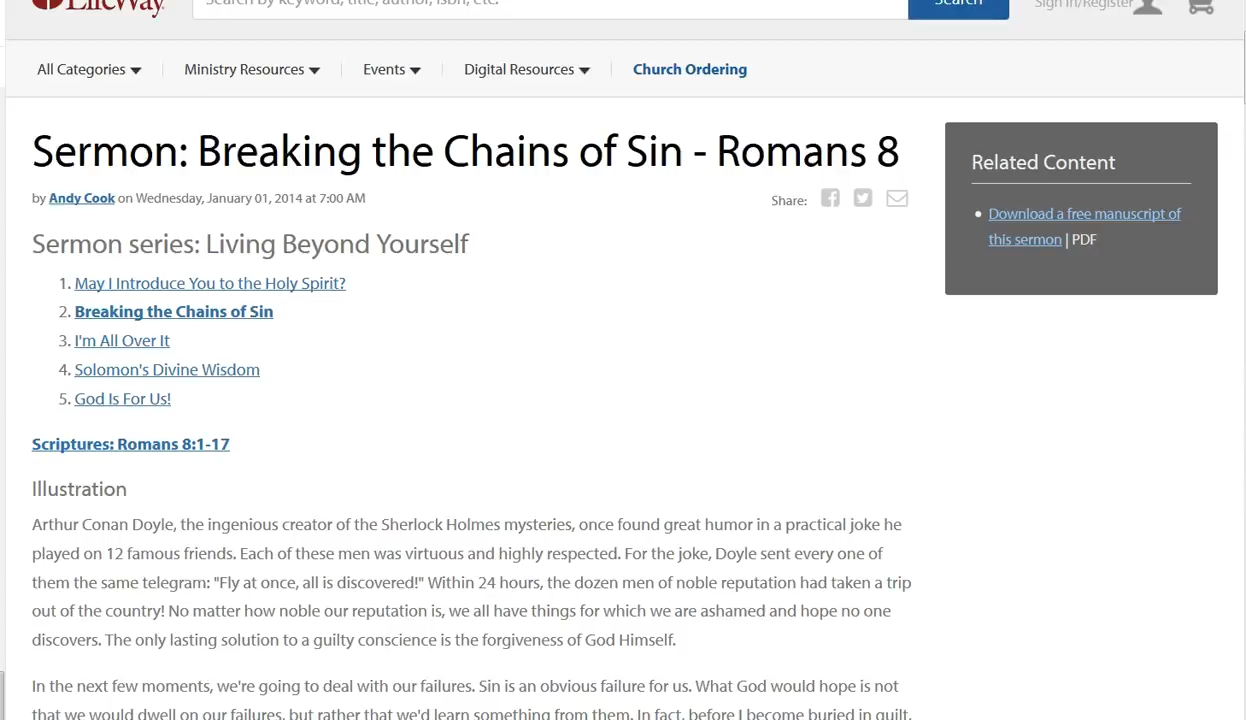 LifeWay
Search by keyword, title, author, isbn, etc.
Search
Sign In/Register
All Categories
Ministry Resources
Events
Digital Resources
Church Ordering
Sermon: Breaking the Chains of Sin - Romans 8
by Andy Cook on Wednesday, January 01, 2014 at 7:00 AM
Share:
Sermon series: Living Beyond Yourself
1. May I Introduce You to the Holy Spirit?
2. Breaking the Chains of Sin
3. I'm All Over It
4. Solomon's Divine Wisdom
5. God Is For Us!
Scriptures: Romans 8:1-17
Illustration
Arthur Conan Doyle, the ingenious creator of the Sherlock Holmes mysteries, once found great humor in a practical joke he
played on 12 famous friends. Each of these men was virtuous and highly respected. For the joke, Doyle sent every one of
them the same telegram: "Fly at once, all is discovered!" Within 24 hours, the dozen men of noble reputation had taken a trip
out of the country! No matter how noble our reputation is, we all have things for which we are ashamed and hope no one
discovers. The only lasting solution to a guilty conscience is the forgiveness of God Himself.
In the next few moments, we're going to deal with our failures. Sin is an obvious failure for us. What God would hope is not
that we would dwell on our failures, but rather that we'd learn something from them. In fact, before I become buried in guilt,
Related Content
• Download a free manuscript of
this sermon | PDF